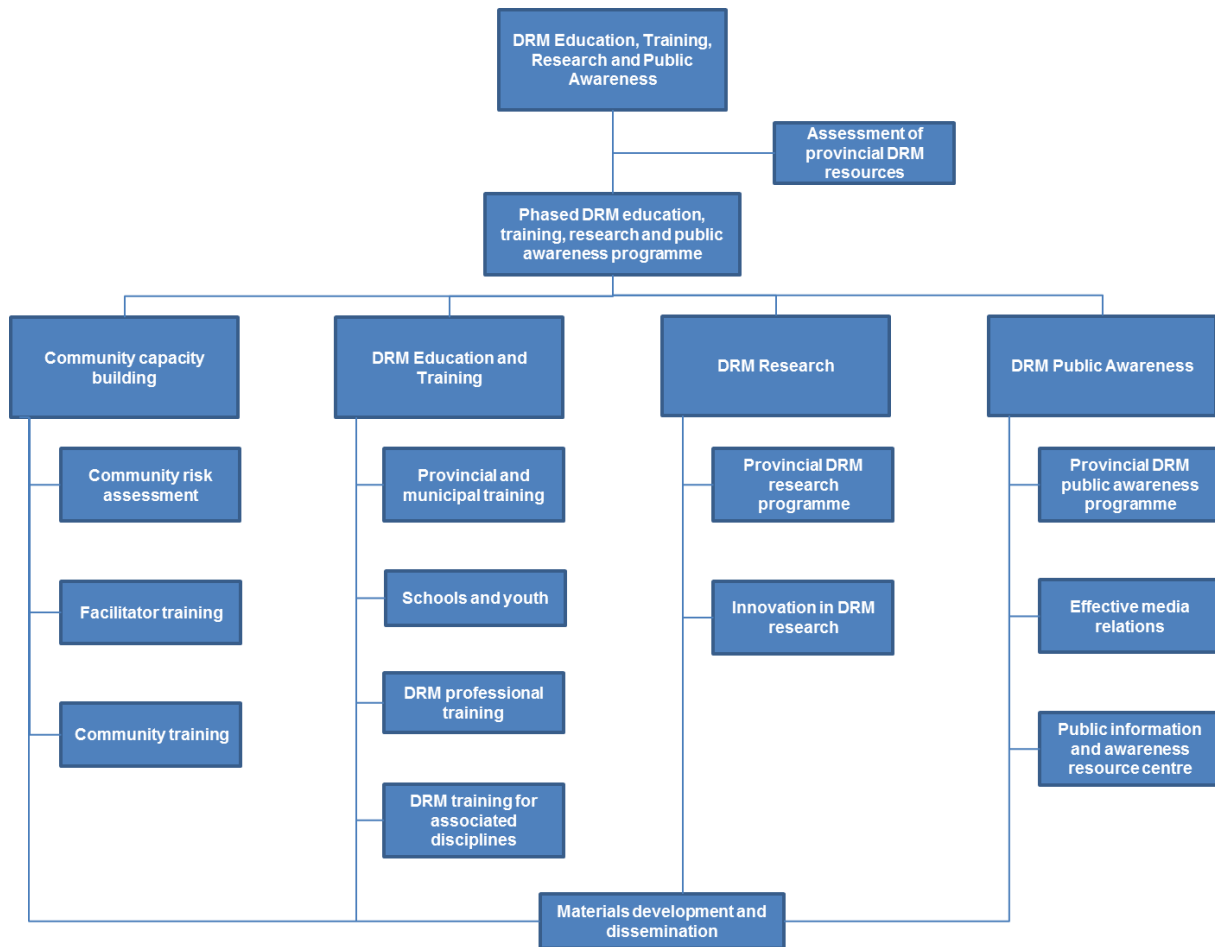 DRM Education, Training,
Research and Public
Awareness
Assessment of
provincial DRM
resources
Phased DRM education,
training, research and public
awareness programme
Community capacity
building
DRM Education and
Training
DRM Research
DRM Public Awareness
Community risk
assessment
Facilitator training
Community training
Provincial and
municipal training
Schools and youth
DRM professional
training
DRM training for
associated
disciplines
Provincial DRM
research
programme
Innovation in DRM
research
Provincial DRM
public awareness
programme
Effective media
relations
Public information
and awareness
resource centre
Materials development and
dissemination